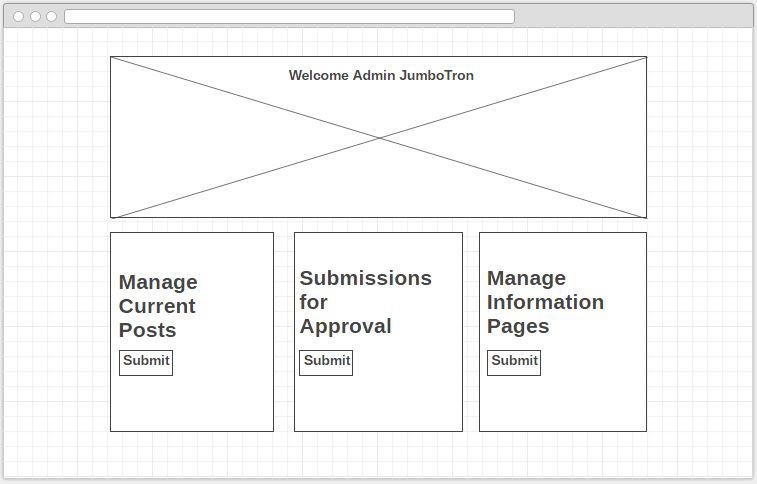 Welcome Admin JumboTron
Manage
Current
Posts
Submit
Submissions
for
Approval
Submit
Manage
Information
Pages
Submit